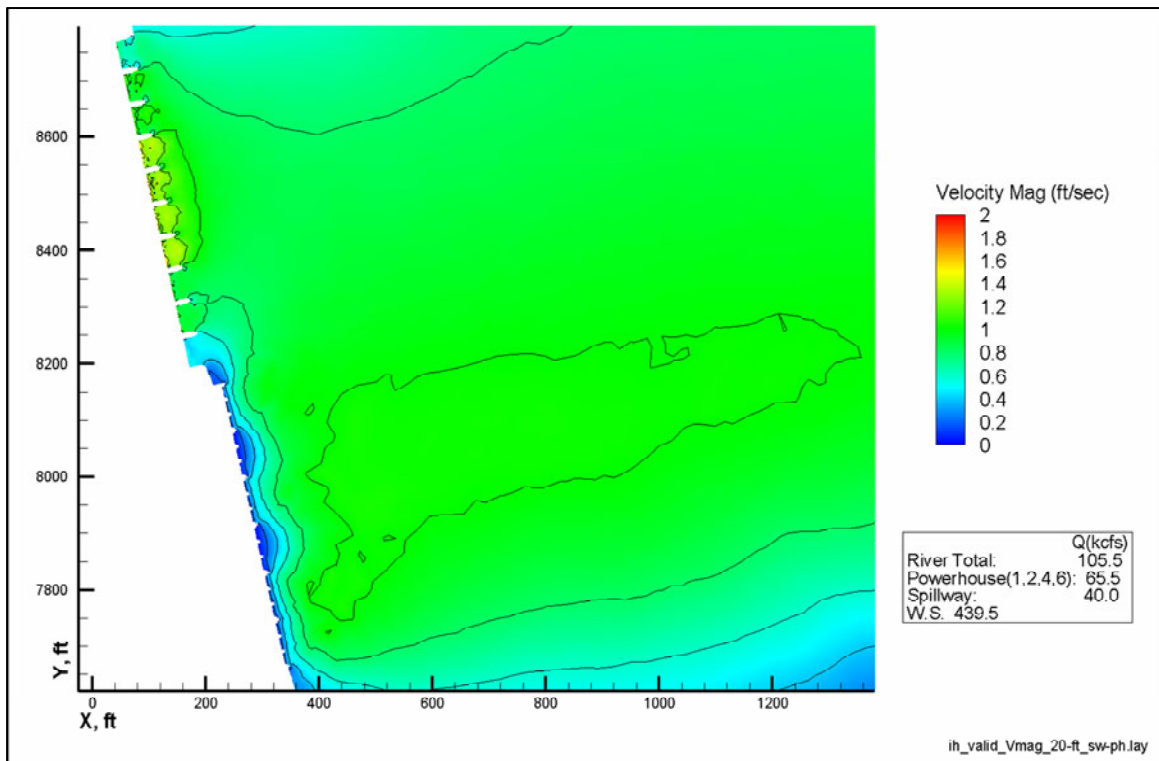 8600
8400
8200
8000
7800
Y, ft
0
200
400
600
800
1000
1200
X, ft
Velocity Mag (ft/sec)
2
1.8
1.6
1.4
1.2
1
0.8
0.6
0.4
0.2
0
Q(kcfs)
River Total: 105.5
Powerhouse(1,2,4,6): 65.5
Spillway: 40.0
W.S. 439.5
ih_valid_Vmag_20-ft_sw-ph.lay